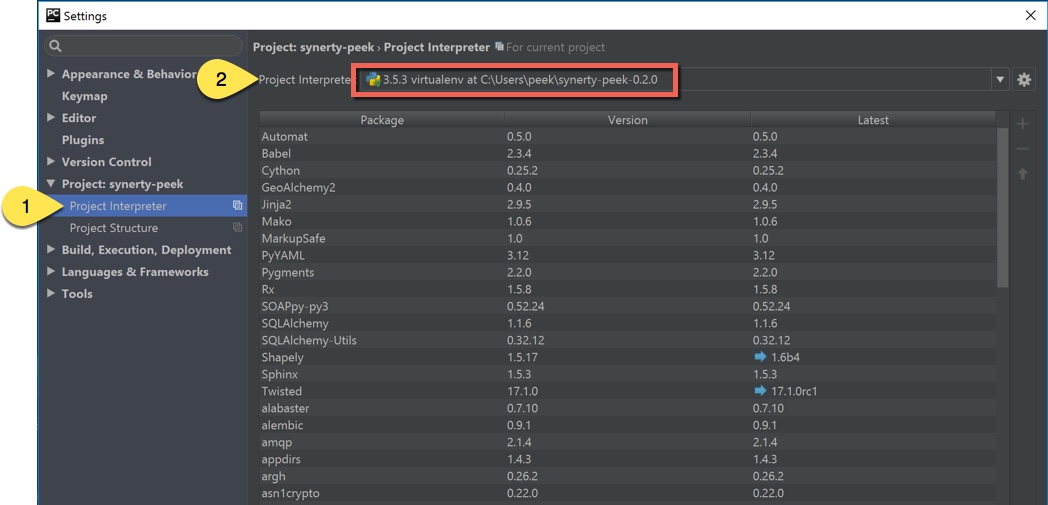 PC Settings
Project: synerty-peek › Project Interpreter For current project
Appearance & Behavior
Keymap
Editor
Plugins
Version Control
Project: synerty-peek
Project Interpreter
Project Structure
Build, Execution, Deployment
Languages & Frameworks
Tools
1
2
Project Interpreter 3.5.3 virtualenv at C:\Users\peek\synerty-peek-0.2.0
Package Version Latest
Automat 0.5.0 0.5.0
Babel 2.3.4 2.3.4
Cython 0.25.2 0.25.2
GeoAlchemy2 0.4.0 0.4.0
Jinja2 2.9.5 2.9.5
Mako 1.0.6 1.0.6
MarkupSafe 1.0 1.0
PyYAML 3.12 3.12
Pygments 2.2.0 2.2.0
Rx 1.5.8 1.5.8
SOAPpy-py3 0.52.24 0.52.24
SQLAlchemy 1.1.6 1.1.6
SQLAlchemy-Utils 0.32.12 0.32.12
Shapely 1.5.17 1.6b4
Sphinx 1.5.3 1.5.3
Twisted 17.1.0 17.1.0rc1
alabaster 0.7.10 0.7.10
alembic 0.9.1 0.9.1
amqp 2.1.4 2.1.4
appdirs 1.4.3 1.4.3
argh 0.26.2 0.26.2
asn1crypto 0.22.0 0.22.0